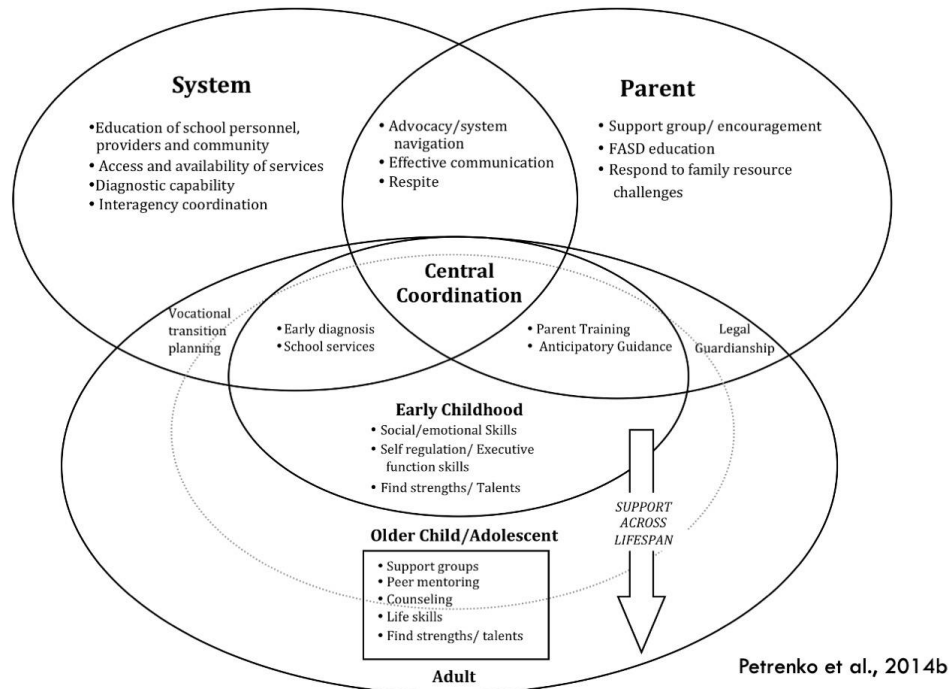 System
•Education of school personnel,
providers and community
• Access and availability of services
•Diagnostic capability
• Interagency coordination
• Advocacy/system
navigation
• Effective communication
• Respite
Parent
• Support group/ encouragement
• FASD education
• Respond to family resource
challenges
Central
Coordination
Vocational
transition
planning
•Early diagnosis
• School services
• Parent Training
• Anticipatory Guidance
Legal
Guardianship
Early Childhood
• Social/emotional Skills
• Self regulation/ Executive
function skills
• Find strengths/ Talents
SUPPORT
ACROSS
LIFESPAN
Older Child/Adolescent
• Support groups
• Peer mentoring
• Counseling
• Life skills
• Find strengths/ talents
Adult
Petrenko et al., 2014b